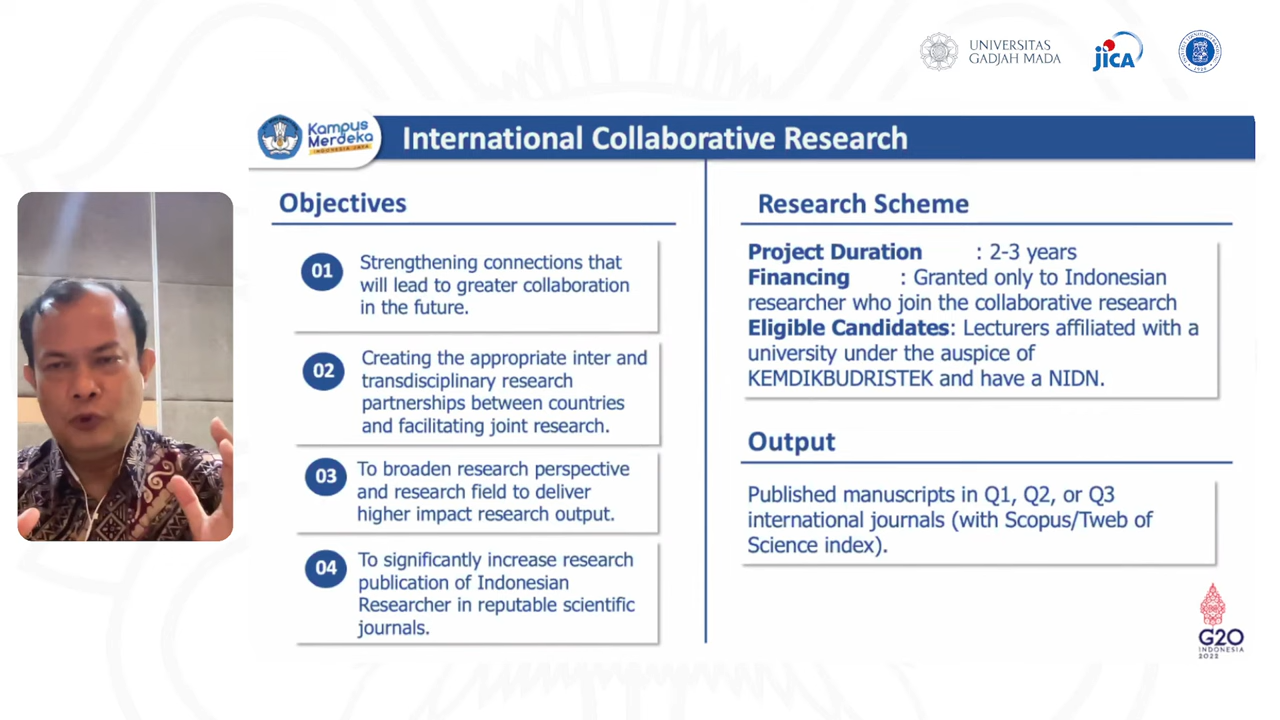 UNIVERSITAS
GADJAH MADA
JICA
Kampus
Merdeka
INDONESIA JAYA
International Collaborative Research
Objectives
01
Strengthening connections that
will lead to greater collaboration
in the future.
02
Creating the appropriate inter and
transdisciplinary research
partnerships between countries
and facilitating joint research.
03
To broaden research perspective
and research field to deliver
higher impact research output.
04
To significantly increase research
publication of Indonesian
Researcher in reputable scientific
journals.
Research Scheme
Project Duration : 2-3 years
Financing : Granted only to Indonesian
researcher who join the collaborative research
Eligible Candidates: Lecturers affiliated with a
university under the auspice of
KEMDIKBUDRISTEK and have a NIDN.
Output
Published manuscripts in Q1, Q2, or Q3
international journals (with Scopus/Tweb of
Science index).
G20
INDONESIA
2022